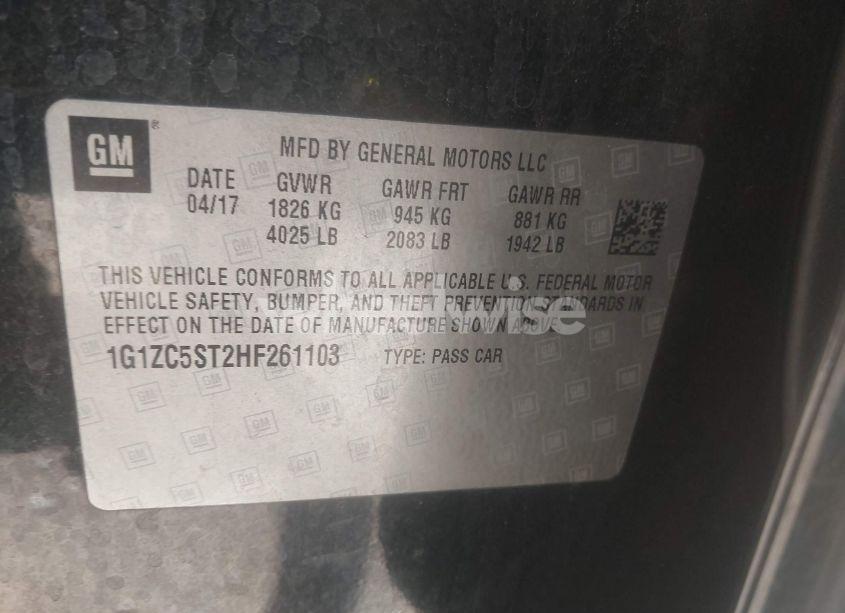 GM®
MFD BY GENERAL MOTORS LLC
DATE GVWR GAWR FRT GAWR RR
04/17 1826 KG 945 KG 881 KG
4025 LB 2083 LB 1942 LB
THIS VEHICLE CONFORMS TO ALL APPLICABLE U.S. FEDERAL MOTOR
VEHICLE SAFETY, BUMPER, AND THEFT PREVENTION STANDARDS IN
EFFECT ON THE DATE OF MANUFACTURE SHOWN ABOVE
1G1ZC5ST2HF261103 TYPE: PASS CAR